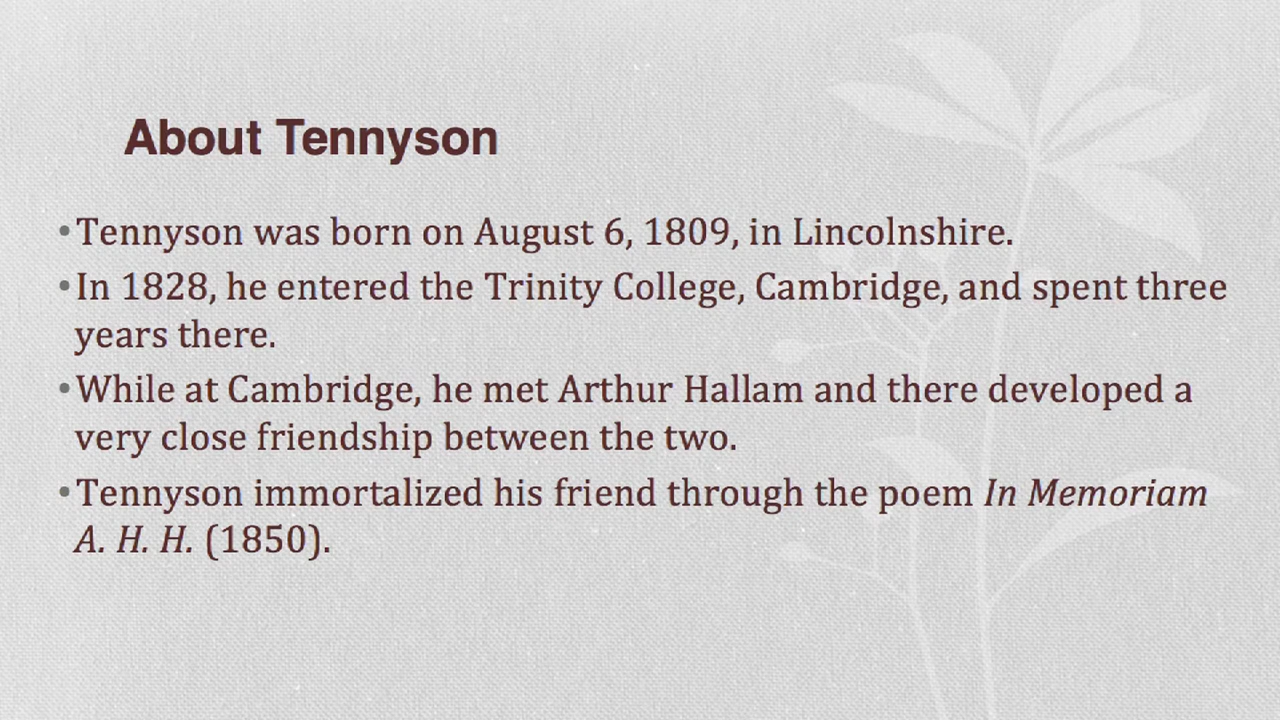 About Tennyson
•Tennyson was born on August 6, 1809, in Lincolnshire.
•In 1828, he entered the Trinity College, Cambridge, and spent three
years there.
•While at Cambridge, he met Arthur Hallam and there developed a
very close friendship between the two.
•Tennyson immortalized his friend through the poem In Memoriam
A. H. H. (1850).